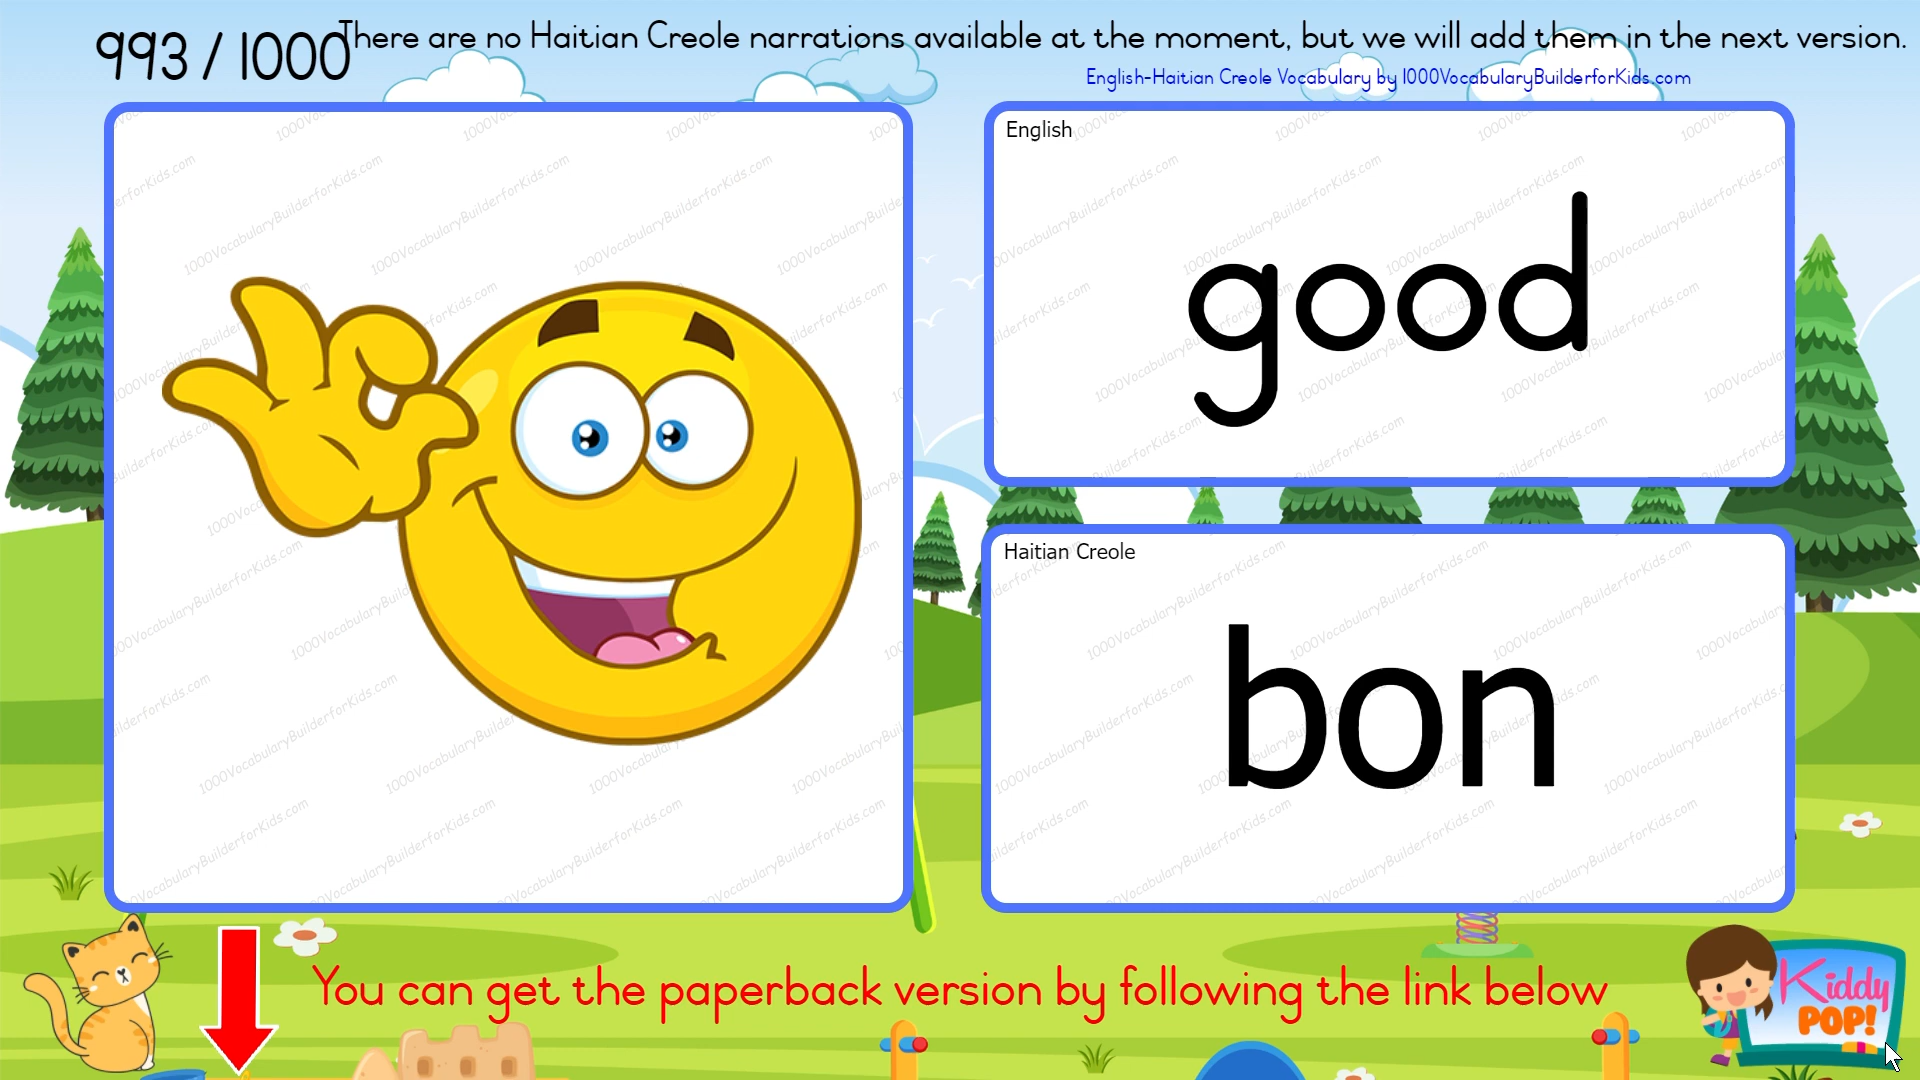 993 / 1000
There are no Haitian Creole narrations available at the moment, but we will add them in the next version.
English-Haitian Creole Vocabulary by 1000VocabularyBuilderforKids.com
English
good
Haitian Creole
bon
You can get the paperback version by following the link below
Kiddy
POP!
1000VocabularyBuilderforKids.com